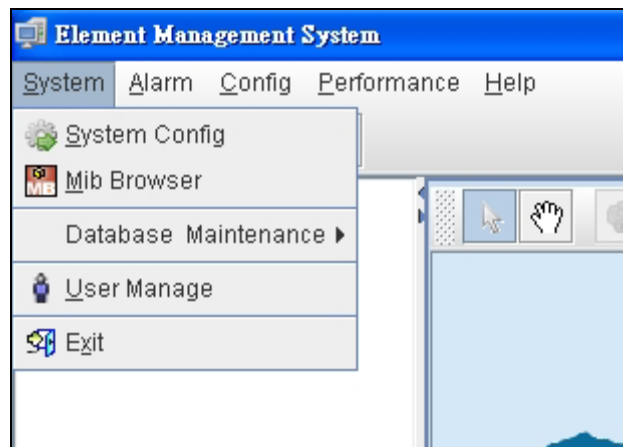 Element Management System
System Alarm Config Performance Help
System Config
Mib Browser
Database Maintenance
User Manage
Exit